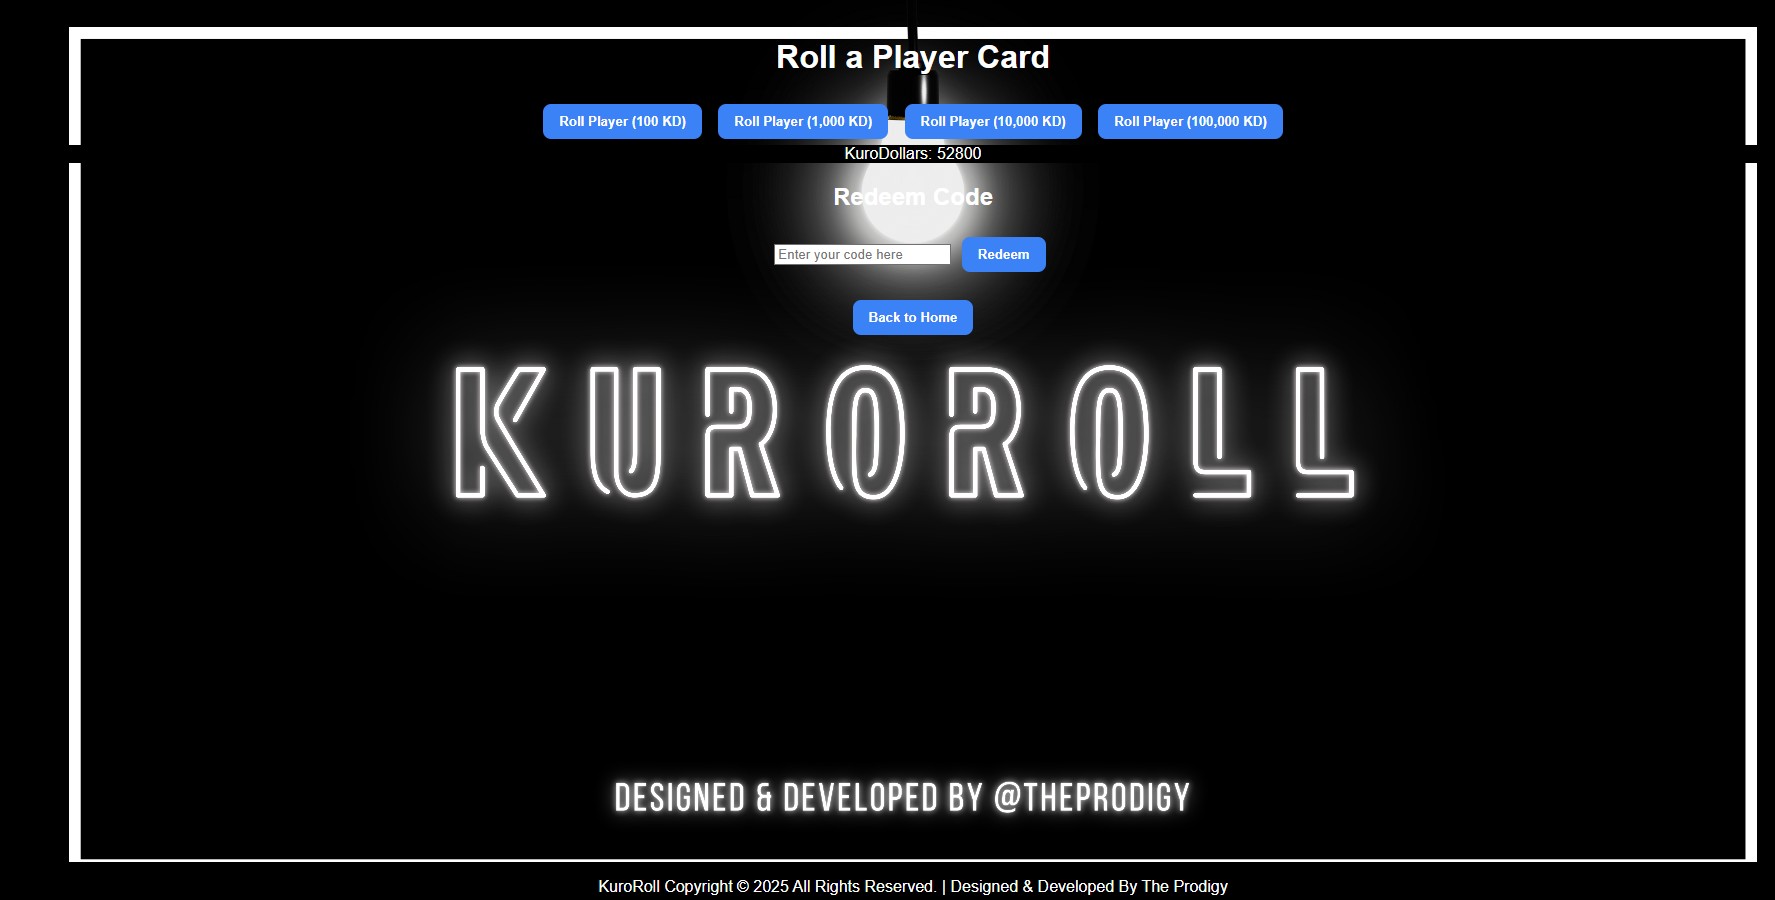 Roll a Player Card
Roll Player (100 KD) Roll Player (1,000 KD) Roll Player (10,000 KD) Roll Player (100,000 KD)
KuroDollars: 52800
Redeem Code
Enter your code here Redeem
Back to Home
KUROROLL
DESIGNED & DEVELOPED BY @THEPRODIGY
KuroRoll Copyright © 2025 All Rights Reserved. | Designed & Developed By The Prodigy